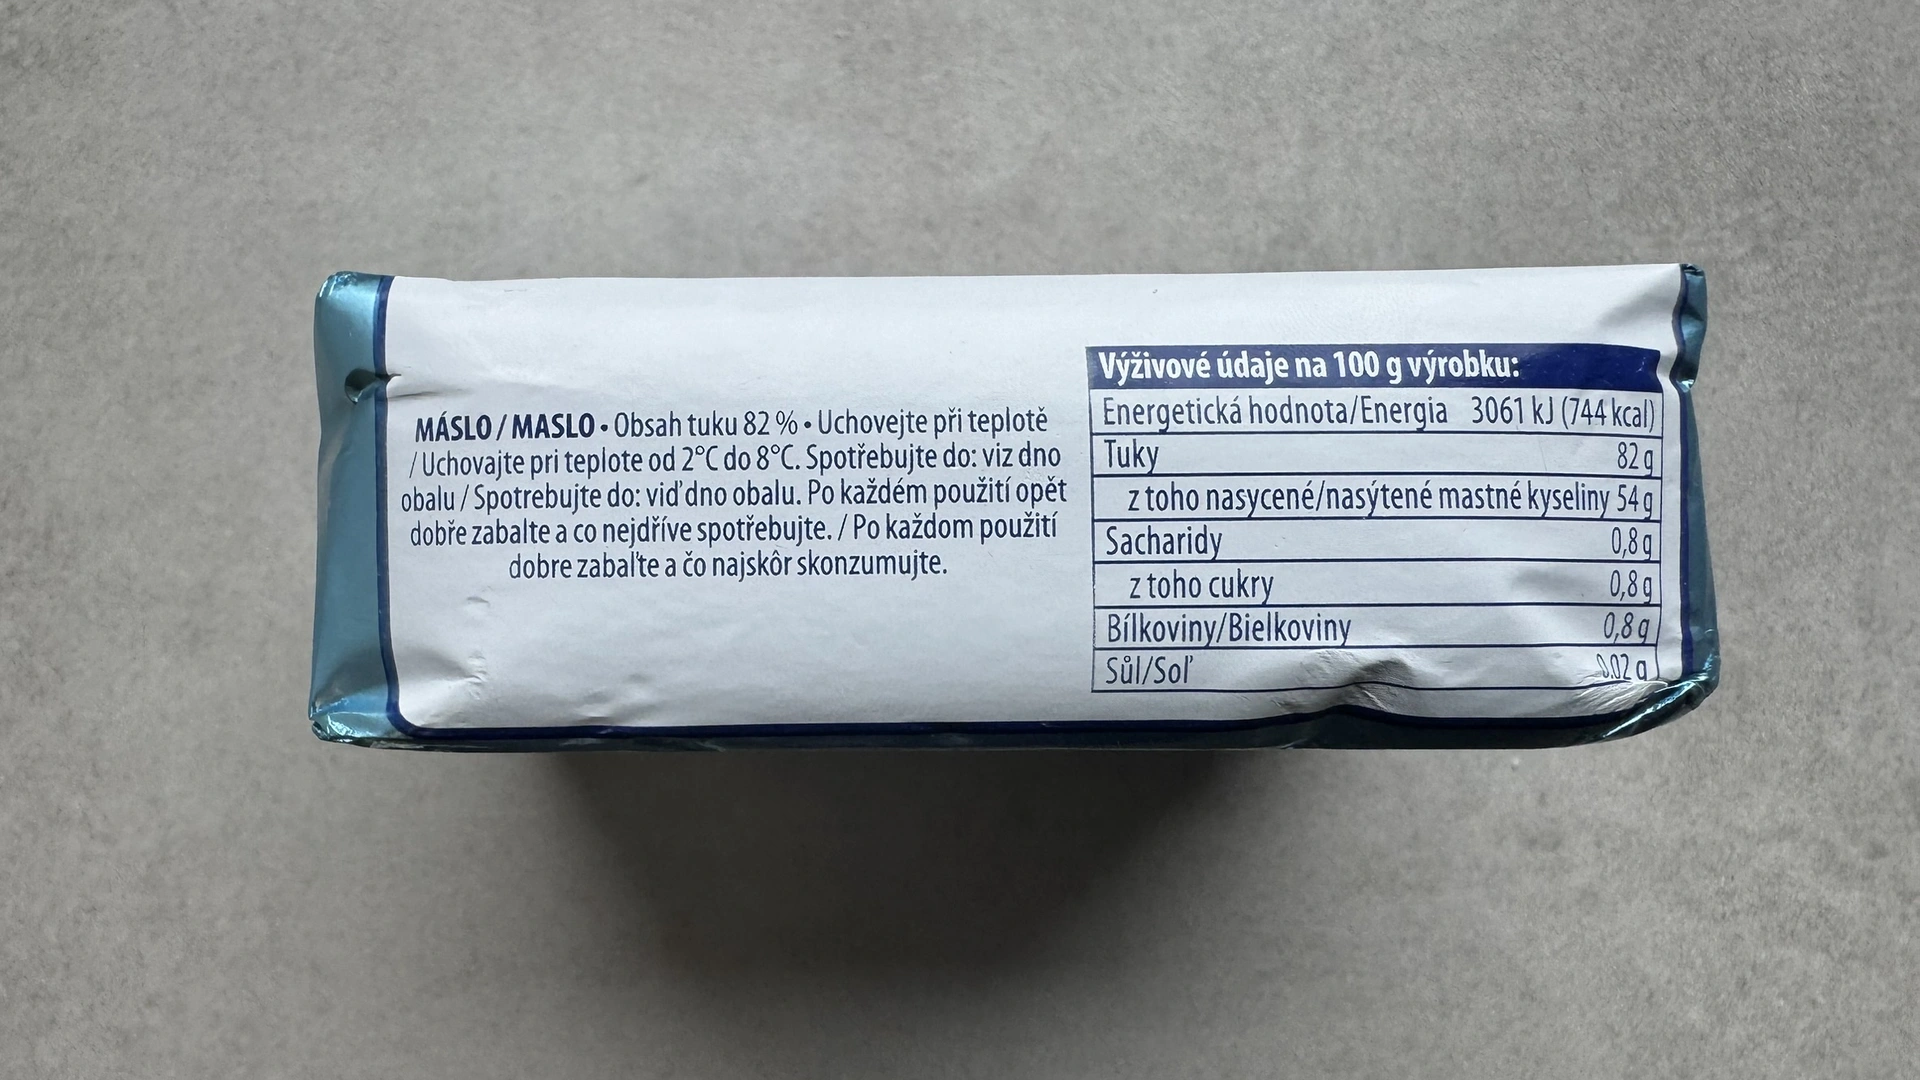 MÁSLO / MASLO • Obsah tuku 82 % • Uchovejte při teplotě
/ Uchovajte pri teplote od 2°C do 8°C. Spotřebujte do: viz dno
obalu / Spotrebujte do: viď dno obalu. Po každém použití opět
dobře zabalte a co nejdříve spotřebujte. / Po každom použití
dobre zabaľte a čo najskôr skonzumujte.
Výživové údaje na 100 g výrobku:
Energetická hodnota/Energia 3061 kJ (744 kcal)
Tuky 82 g
z toho nasycené/nasýtené mastné kyseliny 54 g
Sacharidy 0,8 g
z toho cukry 0,8 g
Bílkoviny/Bielkoviny 0,8 g
Sůl/Soľ 0,02 g